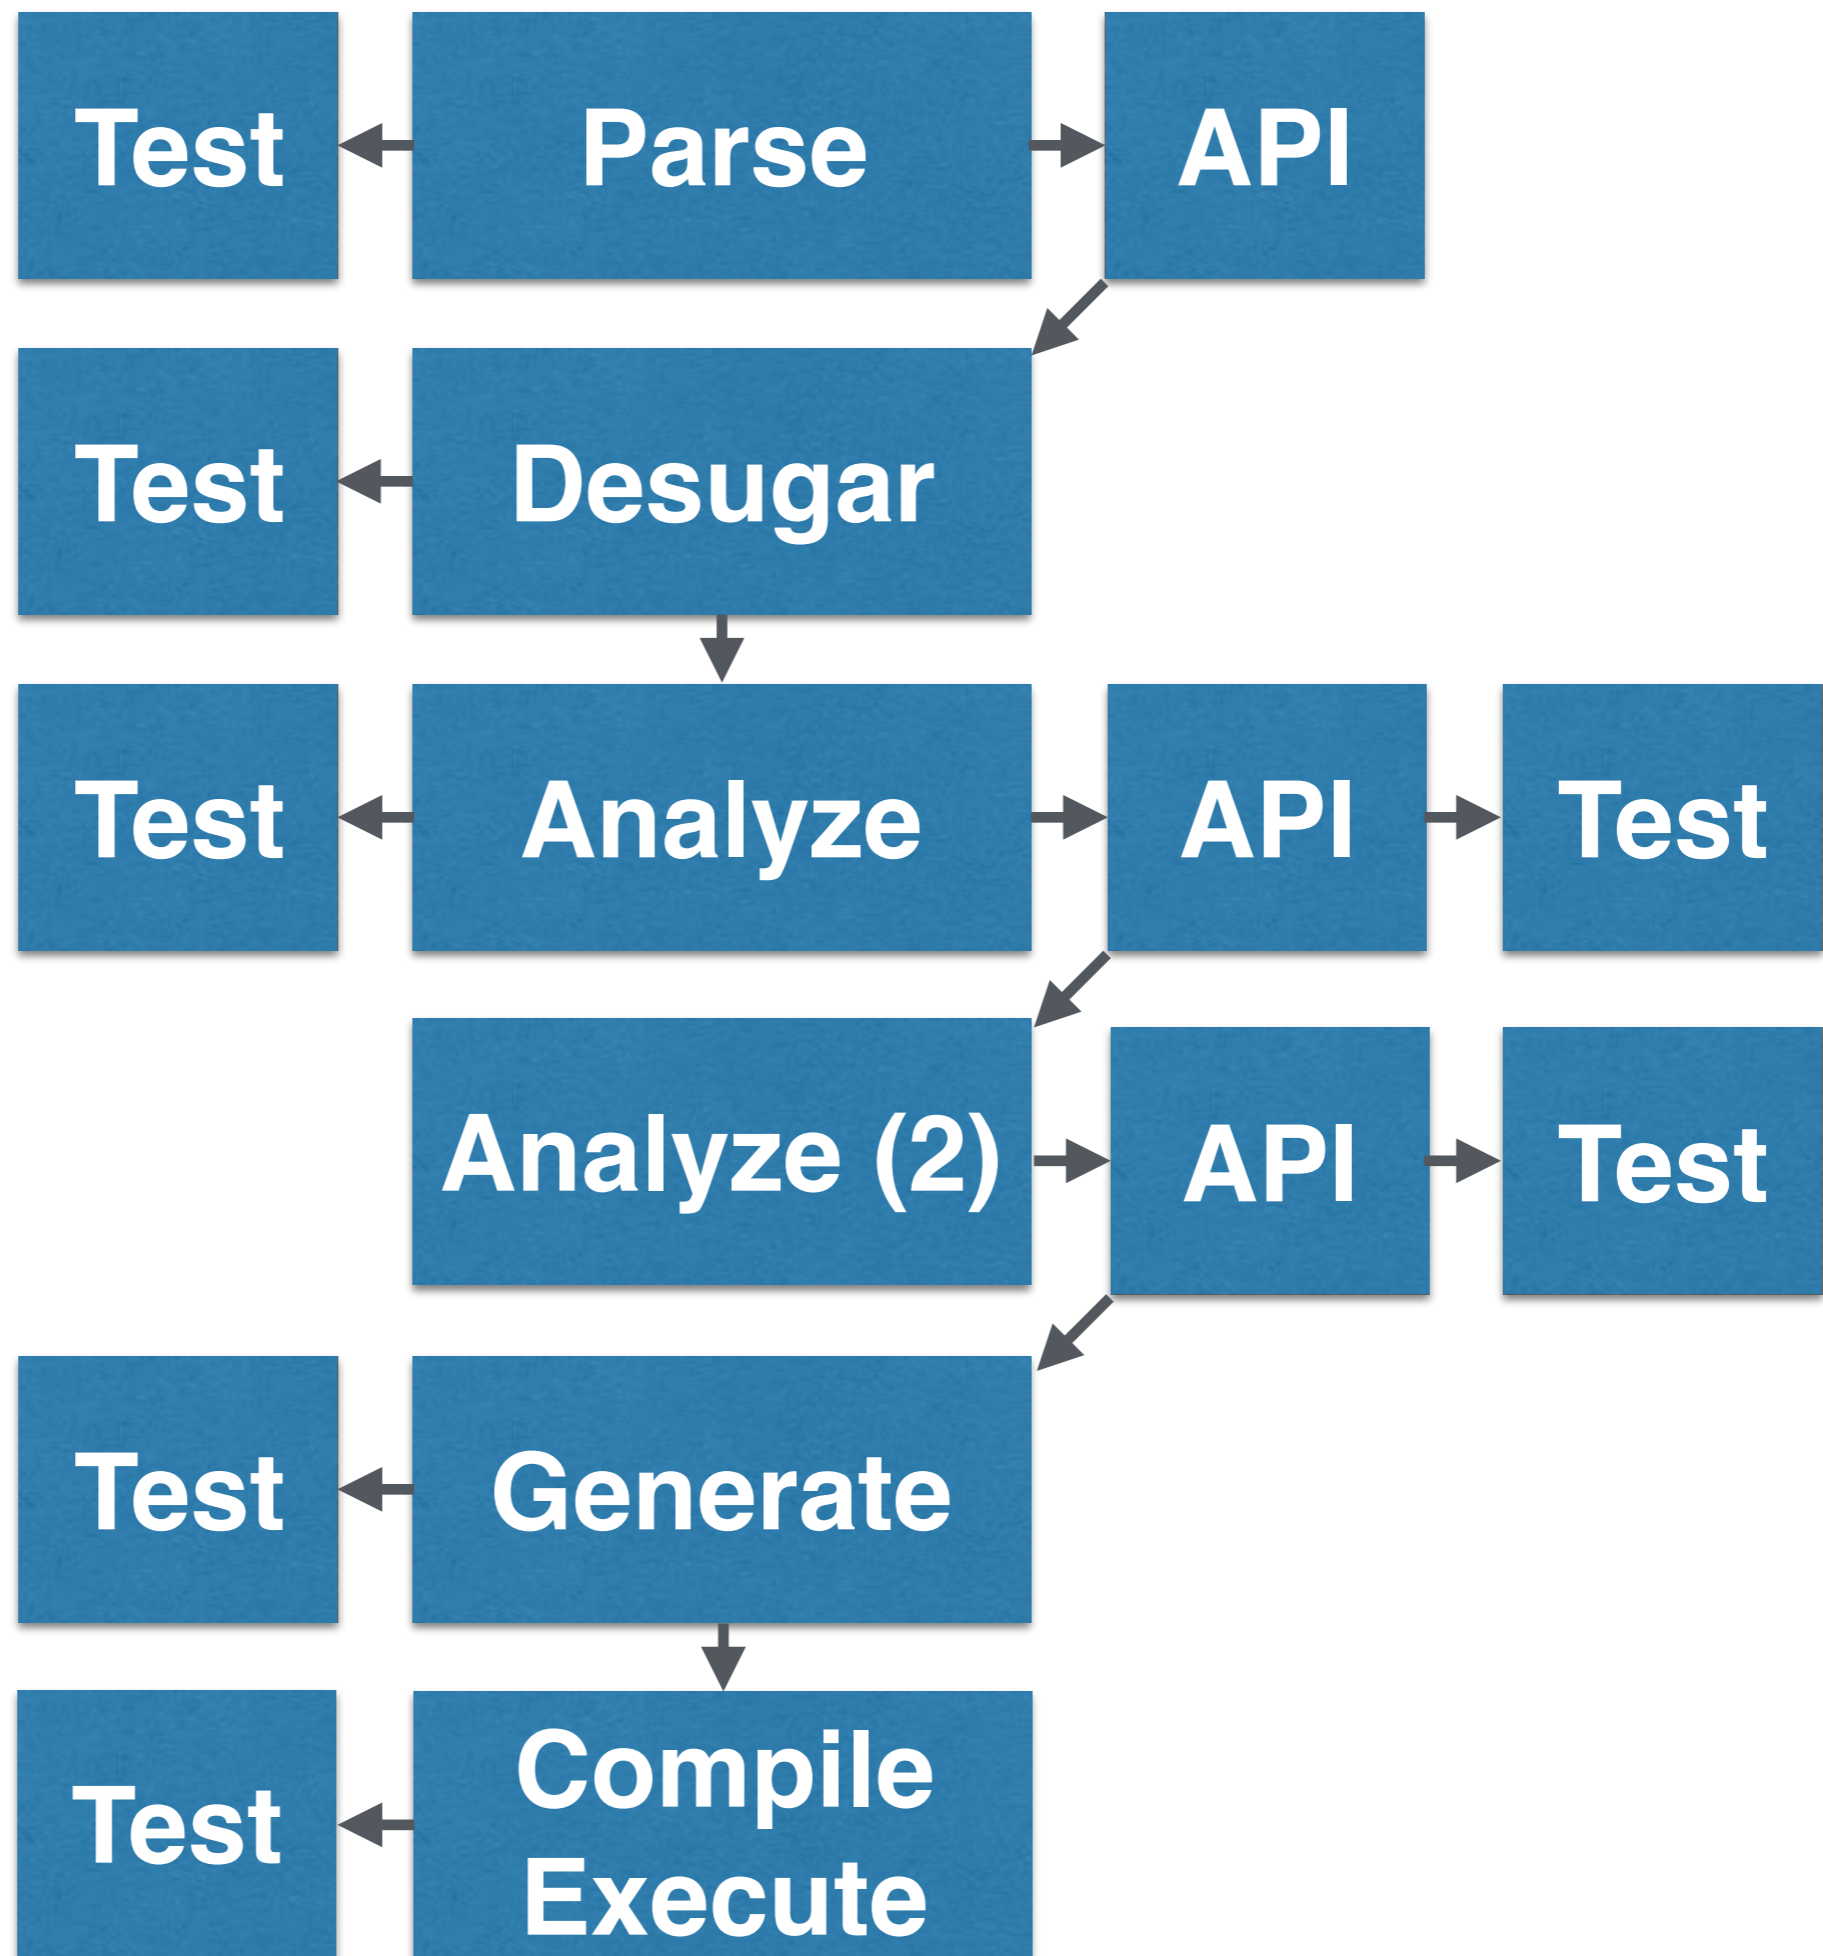 Test Parse API
Test Desugar
Test Analyze API Test
Analyze (2) API Test
Test Generate
Test Compile
Execute